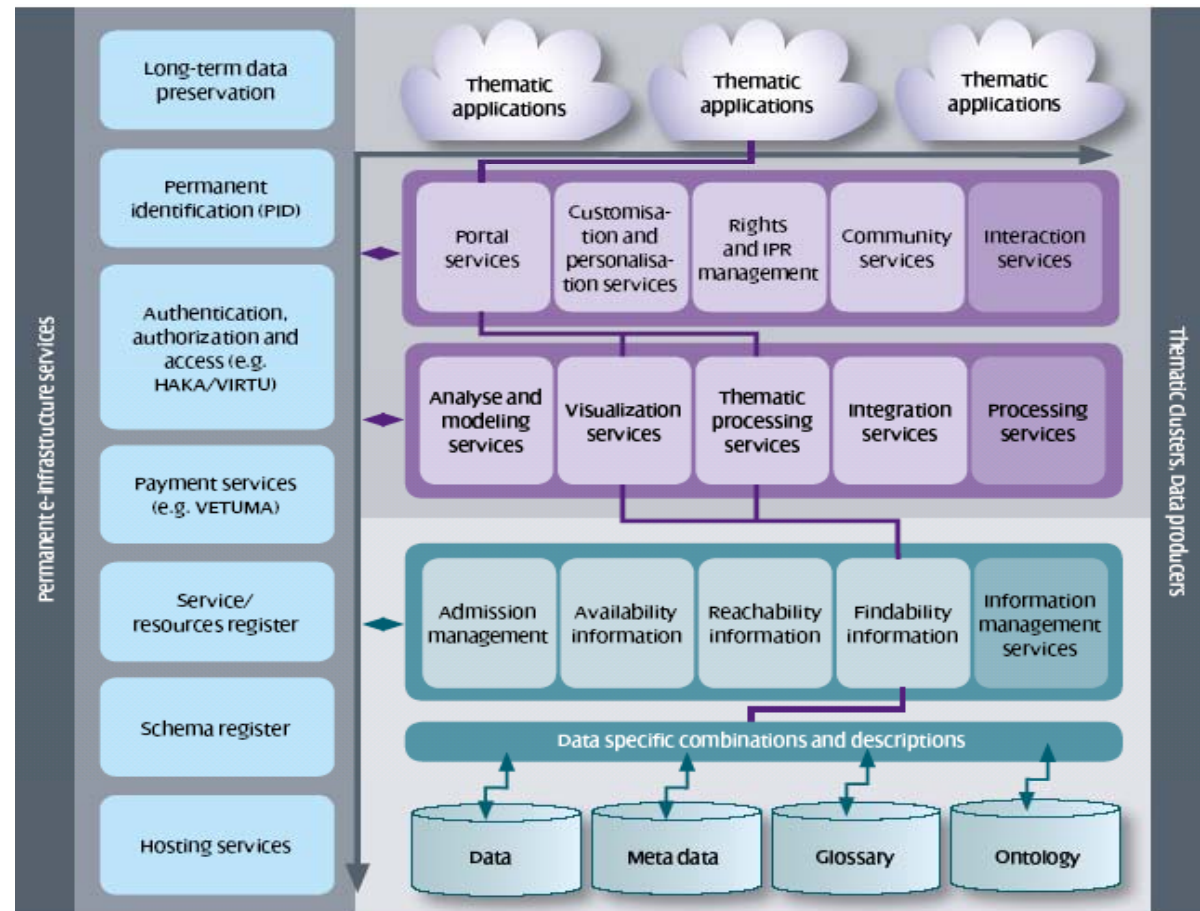 Permanent e-infrastructure services
Long-term data
preservation
Permanent
identification (PID)
Authentication,
authorization and
access (e.g.
HAKA/VIRTU)
Payment services
(e.g. VETUMA)
Service/
resources register
Schema register
Hosting services
Thematic
applications
Thematic
applications
Thematic
applications
Portal
services
Customisa-
tion and
personalisa-
tion services
Rights
and IPR
management
Community
services
Interaction
services
Analyse and
modeling
services
Visualization
services
Thematic
processing
services
Integration
services
Processing
services
Admission
management
Availability
information
Reachability
information
Findability
information
Information
management
services
Data specific combinations and descriptions
Data
Meta data
Glossary
Ontology
Thematic clusters, Data producers